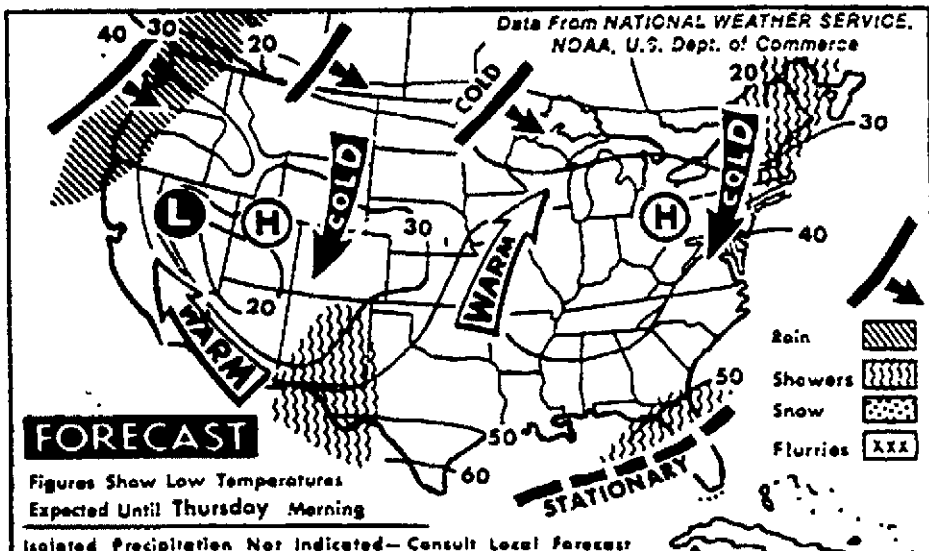 Data From NATIONAL WEATHER SERVICE,
NOAA, U.S. Dept. of Commerce
40 30 20
COLD
20
30
COLD
COLD
L
H
30
H
40
WARM
20
WARM
Rain
Showers
50
Snow
Flurries XXX
FORECAST
50
60
STATIONARY
Figures Show Low Temperatures
Expected Until Thursday Morning
Isolated Precipitation Not Indicated— Consult Local Forecast